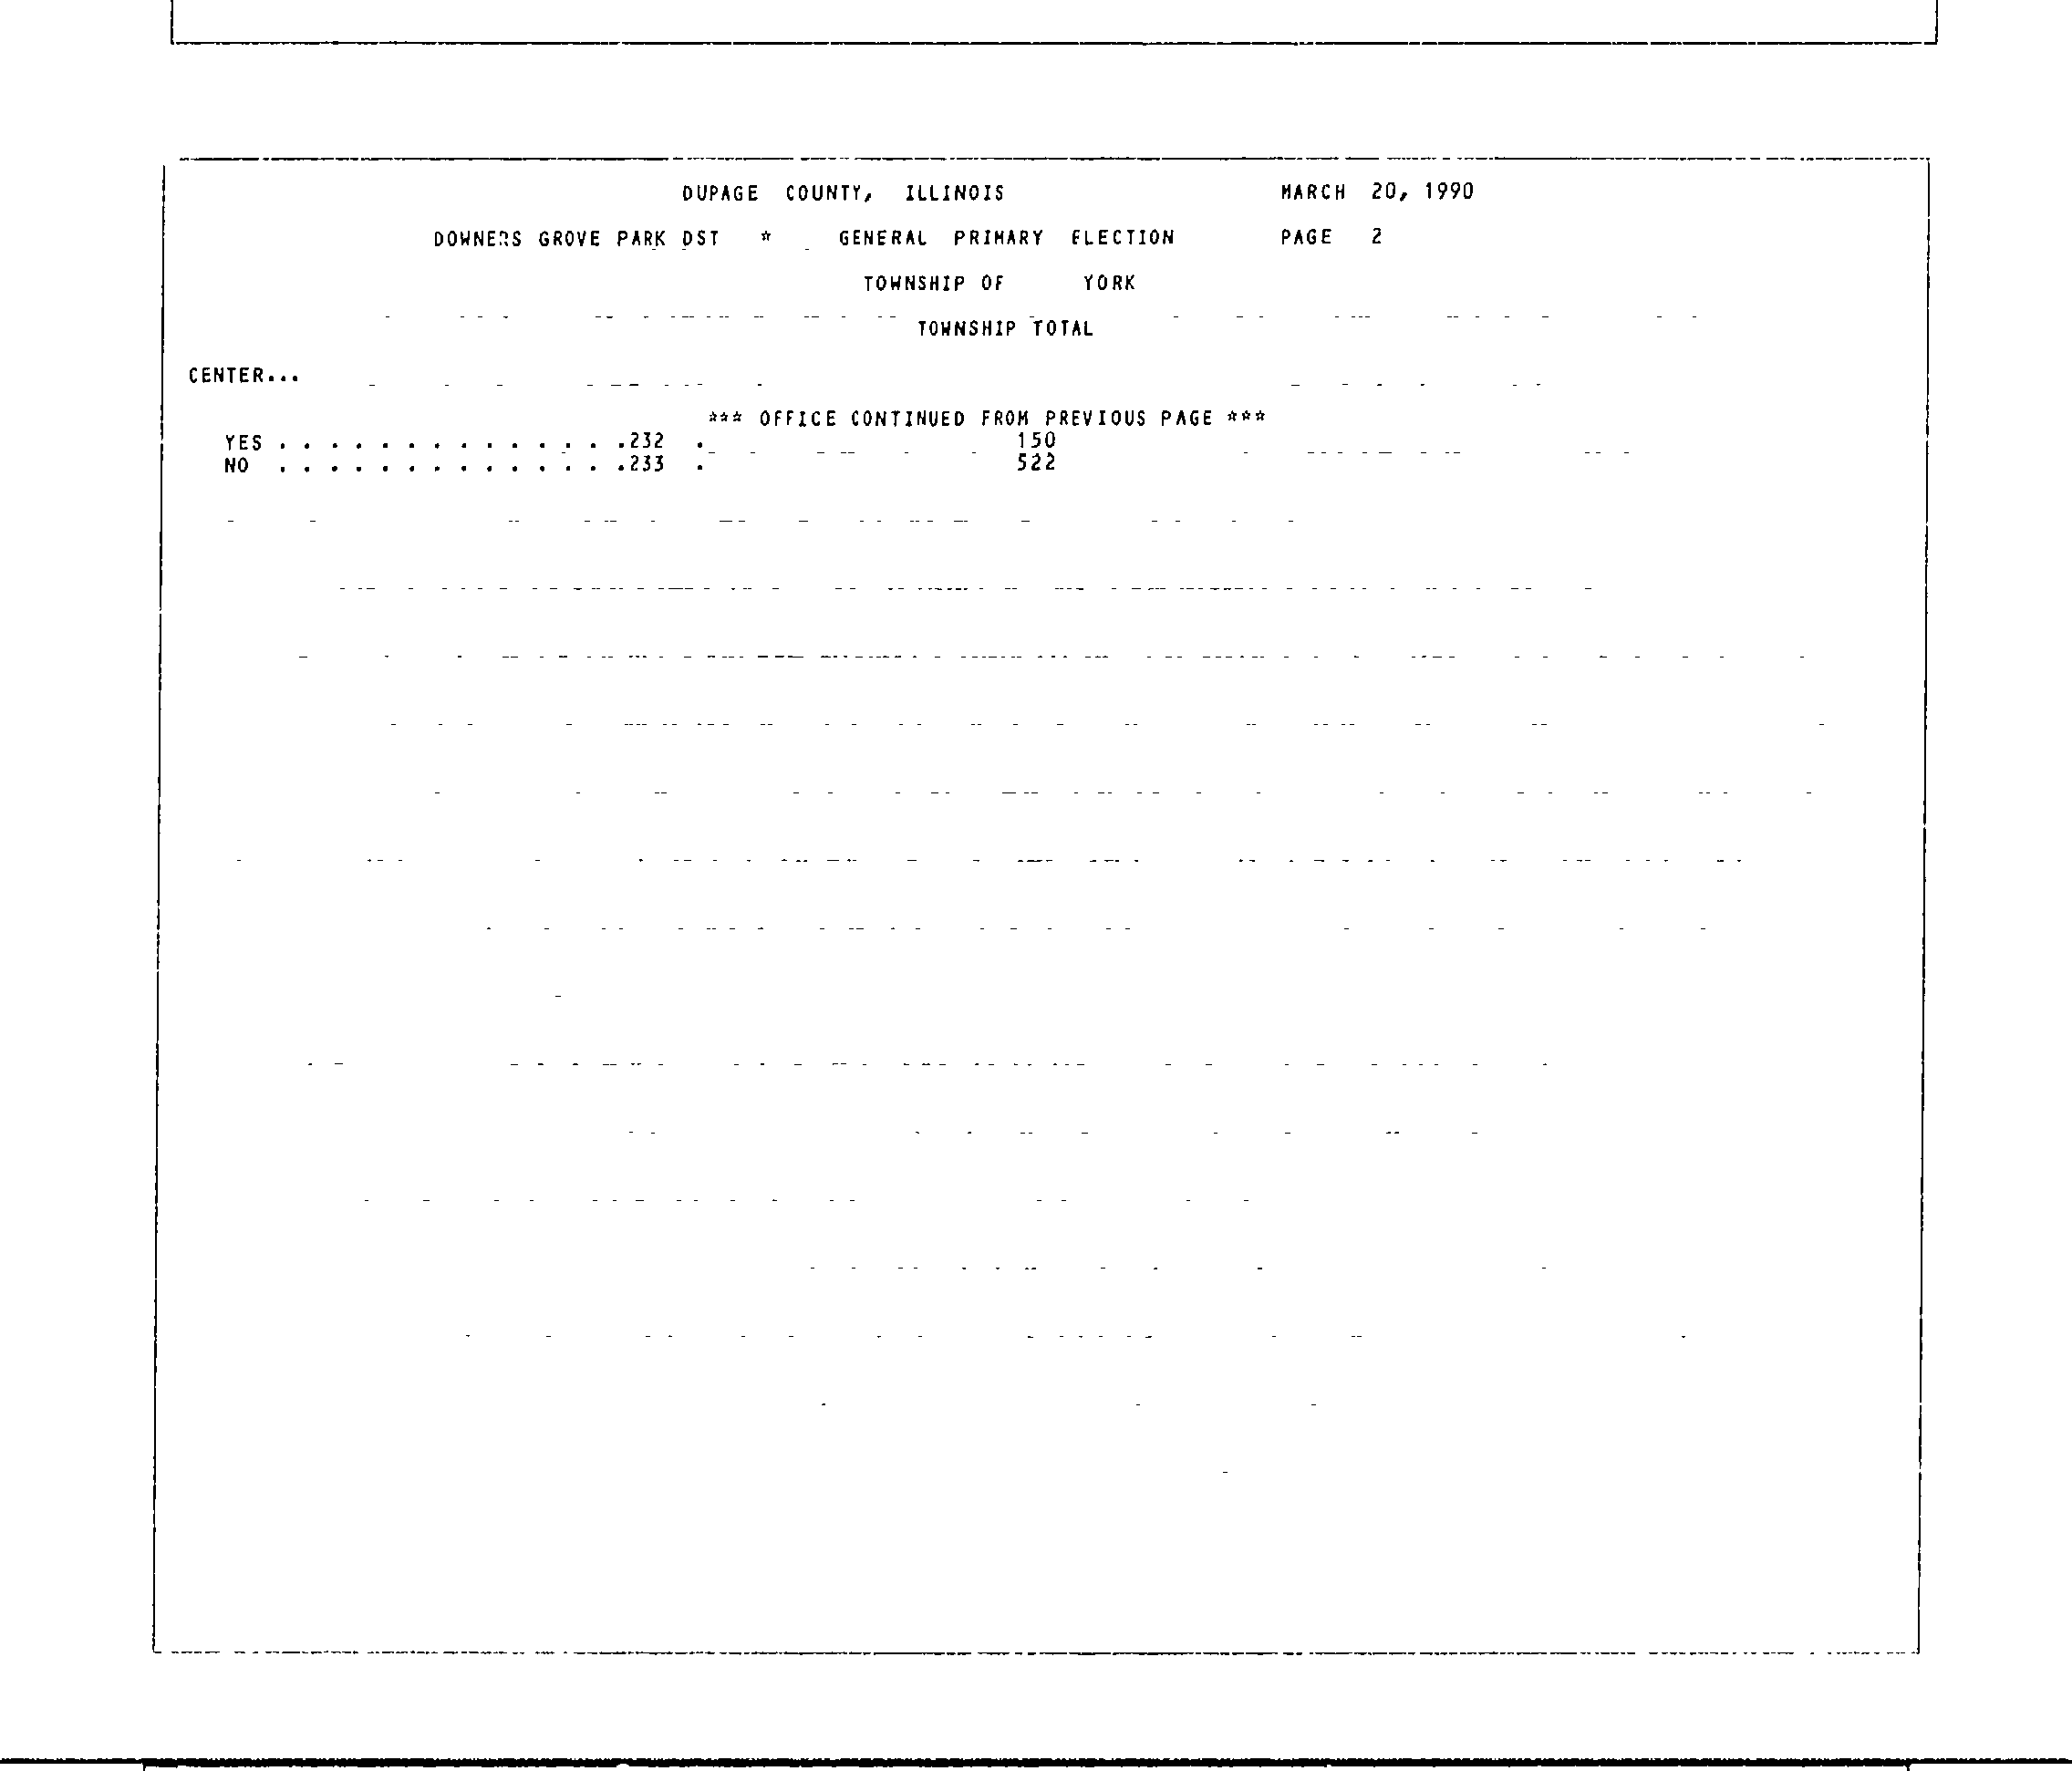 DUPAGE COUNTY, ILLINOIS MARCH 20, 1990
DOWNERS GROVE PARK DST * GENERAL PRIMARY ELECTION PAGE 2
TOWNSHIP OF YORK
TOWNSHIP TOTAL
CENTER...
*** OFFICE CONTINUED FROM PREVIOUS PAGE ***
YES . . . . . . . . . . . . . .232 . 150
NO . . . . . . . . . . . . . .233 . 522